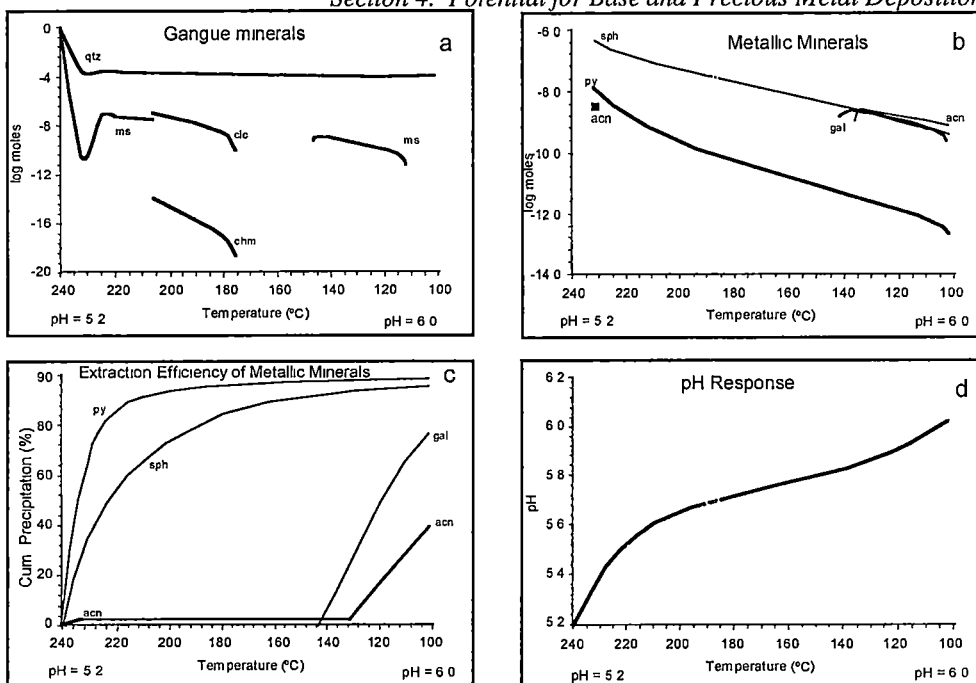 Section 4. Potential for Base and Precious Metal Deposition
Gangue minerals
a
log moles
0
-4
-8
-12
-16
-20
qtz
ms
clc
ms
chm
240 220 200 180 160 140 120 100
Temperature (ºC)
pH = 5 2
pH = 6 0
Metallic Minerals
b
log moles
-6 0
-8 0
-10 0
-12 0
-14 0
sph
py
acn
gal
acn
240 220 200 180 160 140 120 100
Temperature (ºC)
pH = 5 2
pH = 6 0
Extraction Efficiency of Metallic Minerals
c
Cum Precipitation (%)
90
80
60
40
20
0
py
sph
gal
acn
acn
240 220 200 180 160 140 120 100
Temperature (ºC)
pH = 5 2
pH = 6 0
pH Response
d
pH
6 2
6 0
5 8
5 6
5 4
5 2
240 220 200 180 160 140 120 100
Temperature (ºC)
pH = 5 2
pH = 6 0